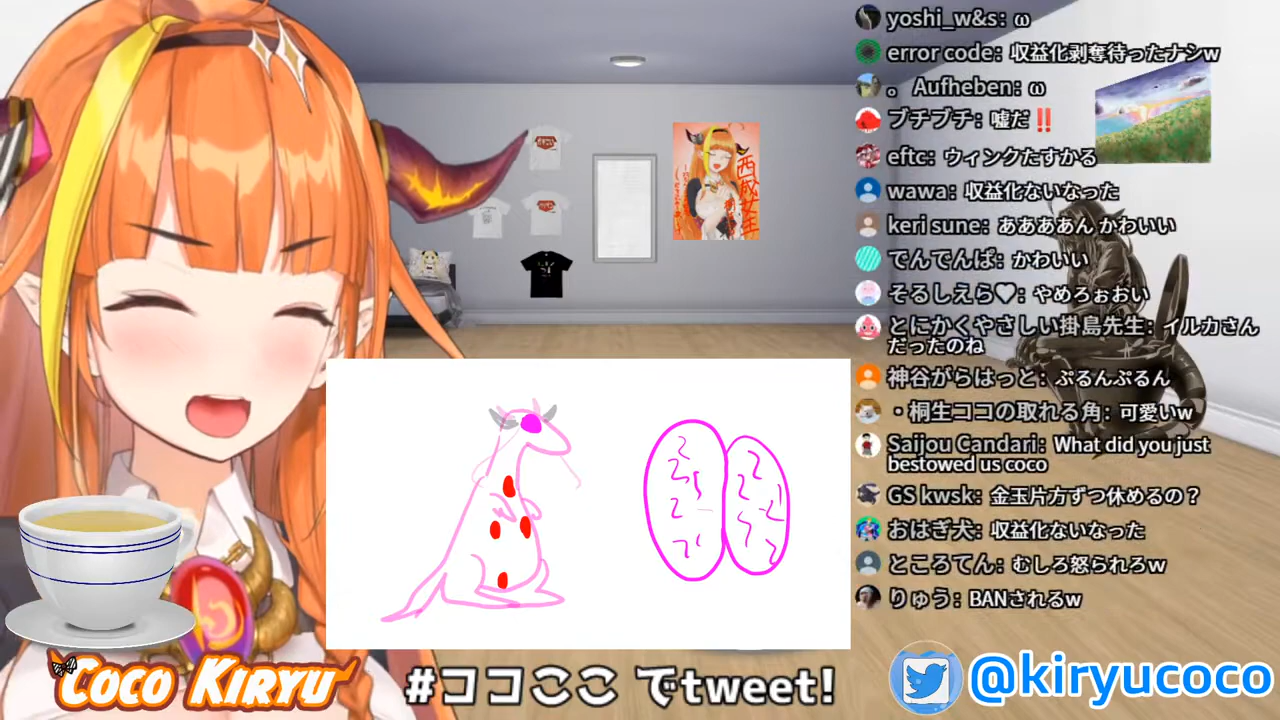 yoshi_w&s: ω
error code: 収益化剥奪待ったナシw
。 Aufheben: ω
ブチブチ: 嘘だ‼
eftc: ウィンクたすかる
wawa: 収益化ないなった
keri sune: ああああん かわいい
でんでんぱ: かわいい
そるしえら♡: やめろぉおい
とにかくやさしい掛島先生: イルカさん
だったのね
神谷がらはっと: ぷるんぷるん
・桐生ココの取れる角: 可愛いw
Saijou Candari: What did you just
bestowed us coco
GS kwsk: 金玉片方ずつ休めるの？
おはぎ犬: 収益化ないなった
ところてん: むしろ怒られろw
りゅう: BANされるw
西成女王
COCO KIRYU
#ココここ でtweet!
@kiryucoco